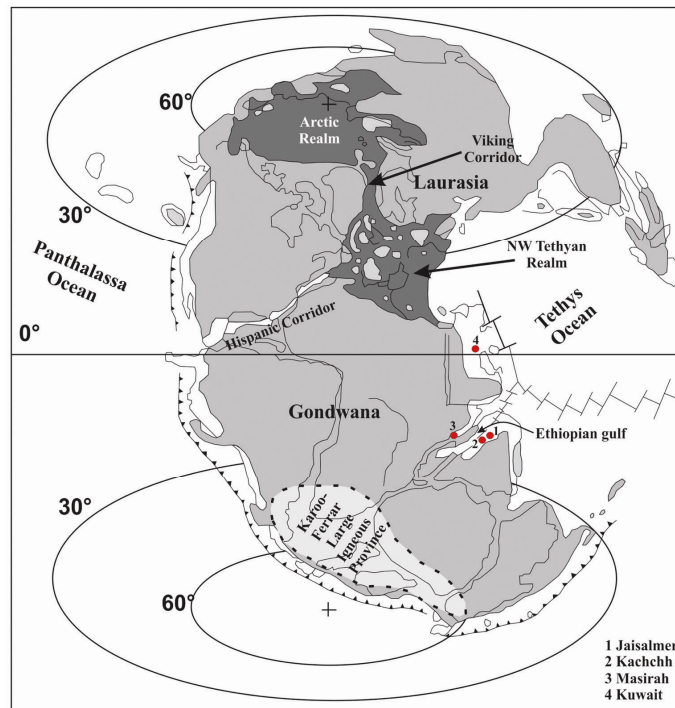 60°
Arctic
Realm
Viking
Corridor
Laurasia
30°
NW Tethyan
Realm
Panthalassa
Ocean
Tethys
Ocean
0°
Hispanic Corridor
4
Gondwana
3
Ethiopian gulf
1
2
30°
Karoo-
Ferrar
Large
Igneous
Province
60°
1 Jaisalmer
2 Kachchh
3 Masirah
4 Kuwait